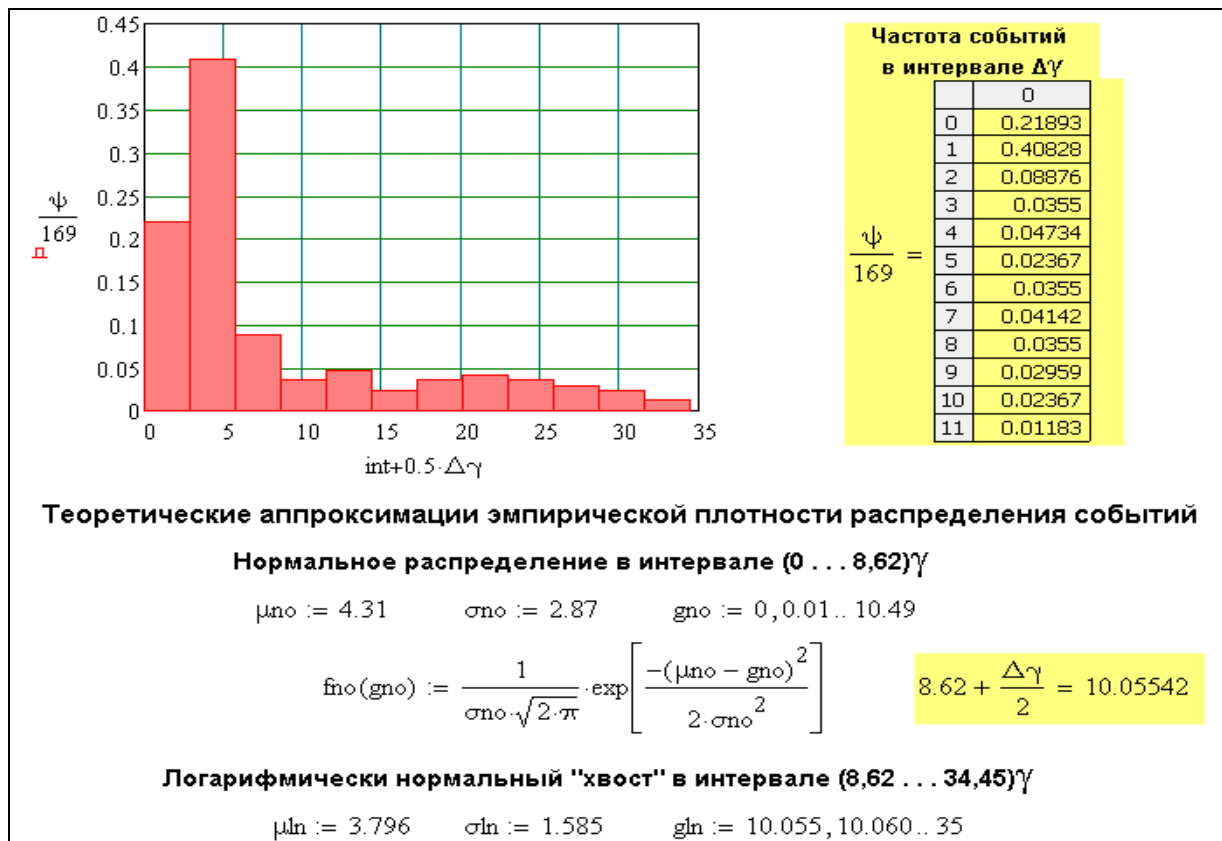 0.45
0.4
0.35
0.3
0.25
0.2
0.15
0.1
0.05
0
ψ/169
0 5 10 15 20 25 30 35
int+0.5·Δγ
Частота событий
в интервале Δγ
ψ/169 =
0
0 0.21893
1 0.40828
2 0.08876
3 0.0355
4 0.04734
5 0.02367
6 0.0355
7 0.04142
8 0.0355
9 0.02959
10 0.02367
11 0.01183
Теоретические аппроксимации эмпирической плотности распределения событий
Нормальное распределение в интервале (0 . . . 8,62)γ
μno := 4.31 σno := 2.87 gno := 0,0.01.. 10.49
fno(gno) := 1/(σno·√(2·π)) ·exp[−(μno − gno)²/(2·σno²)] 8.62 + Δγ/2 = 10.05542
Логарифмически нормальный "хвост" в интервале (8,62 . . . 34,45)γ
μln := 3.796 σln := 1.585 gln := 10.055, 10.060.. 35